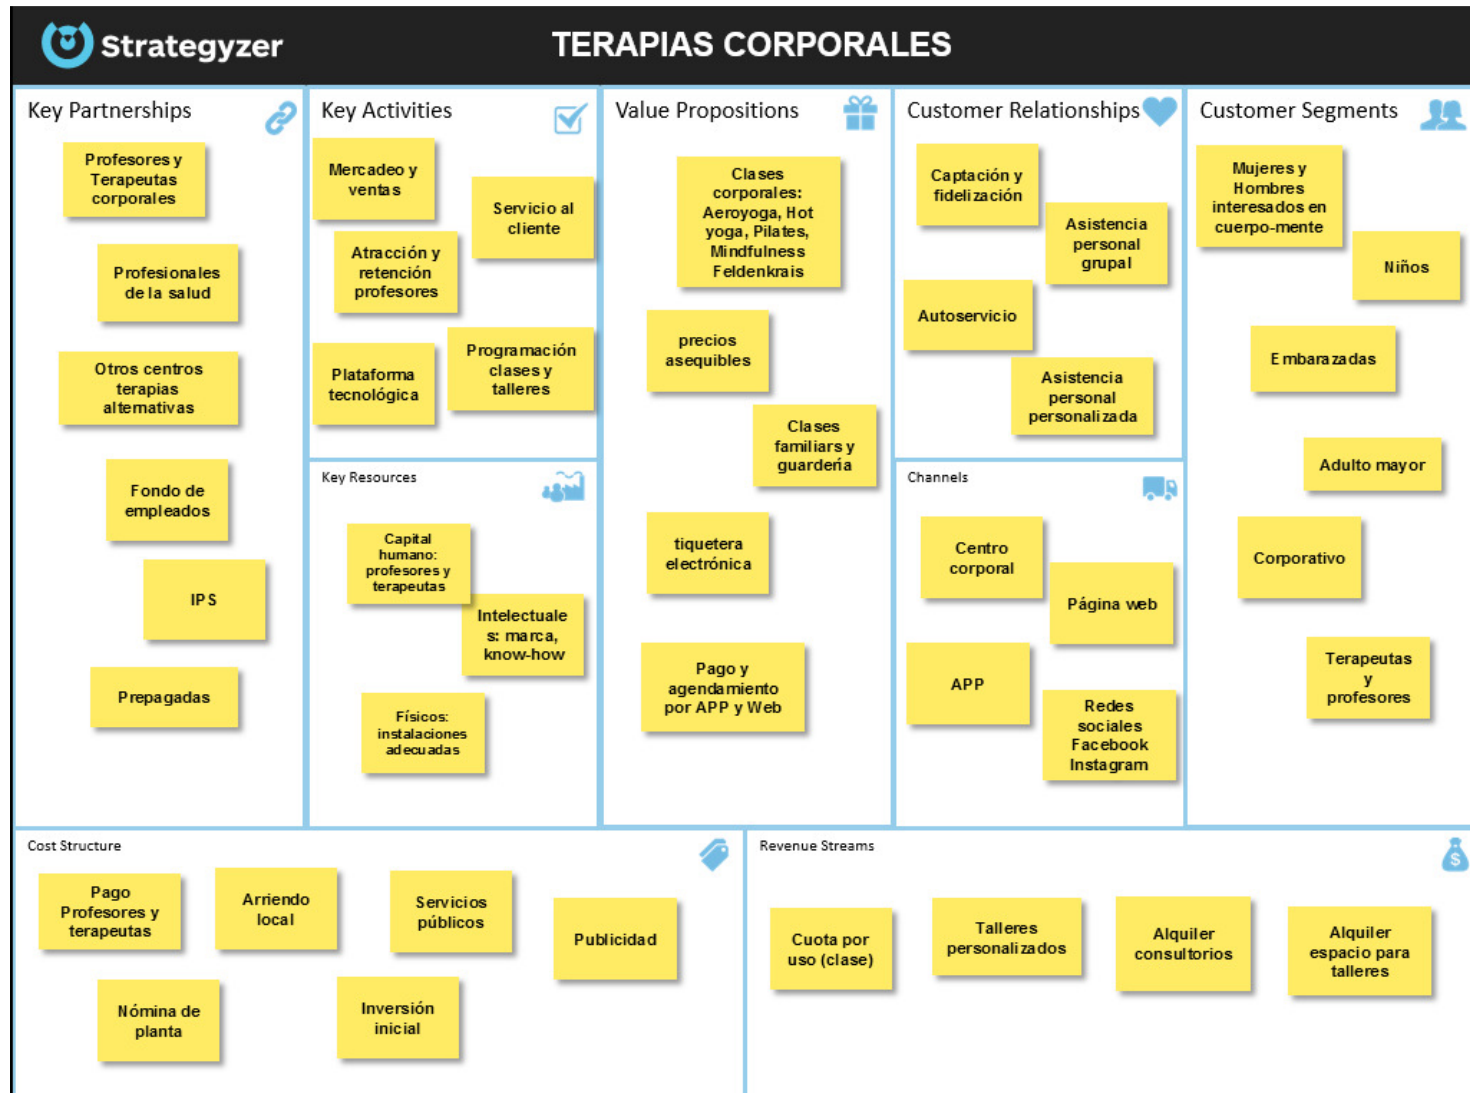 Strategyzer
TERAPIAS CORPORALES
Key Partnerships
Profesores y
Terapeutas
corporales
Profesionales
de la salud
Otros centros
terapias
alternativas
Fondo de
empleados
IPS
Prepagadas
Key Activities
Mercadeo y
ventas
Servicio al
cliente
Atracción y
retención
profesores
Plataforma
tecnológica
Programación
clases y
talleres
Key Resources
Capital
humano:
profesores y
terapeutas
Intelectuale
s: marca,
know-how
Físicos:
instalaciones
adecuadas
Value Propositions
Clases
corporales:
Aeroyoga, Hot
yoga, Pilates,
Mindfulness
Feldenkrais
precios
asequibles
Clases
familiars y
guardería
tiquetera
electrónica
Pago y
agendamiento
por APP y Web
Customer Relationships
Captación y
fidelización
Asistencia
personal
grupal
Autoservicio
Asistencia
personal
personalizada
Channels
Centro
corporal
Página web
APP
Redes
sociales
Facebook
Instagram
Customer Segments
Mujeres y
Hombres
interesados en
cuerpo-mente
Niños
Embarazadas
Adulto mayor
Corporativo
Terapeutas
y
profesores
Cost Structure
Pago
Profesores y
terapeutas
Arriendo
local
Servicios
públicos
Publicidad
Nómina de
planta
Inversión
inicial
Revenue Streams
Cuota por
uso (clase)
Talleres
personalizados
Alquiler
consultorios
Alquiler
espacio para
talleres
$